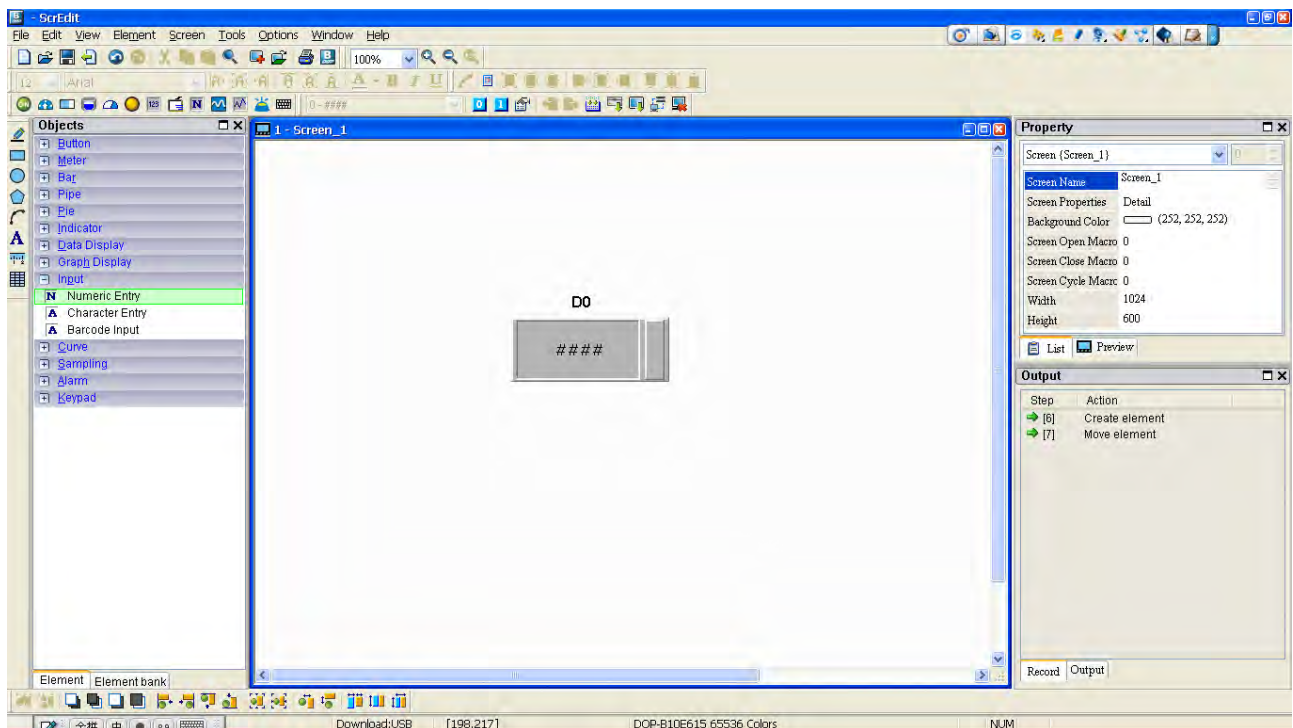 - ScrEdit
File Edit View Element Screen Tools Options Window Help
100%
12 Arial
0-####
Objects
Button
Meter
Bar
Pipe
Pie
Indicator
Data Display
Graph Display
Input
N Numeric Entry
A Character Entry
A Barcode Input
Curve
Sampling
Alarm
Keypad
Element Element bank
1 - Screen_1
D0
####
Property
Screen {Screen_1} 0
Screen Name Screen_1
Screen Properties Detail
Background Color (252, 252, 252)
Screen Open Macro 0
Screen Close Macro 0
Screen Cycle Macrc 0
Width 1024
Height 600
List Preview
Output
Step Action
[6] Create element
[7] Move element
Record Output
Download:USB [198,217] DOP-B10E615 65536 Colors NUM